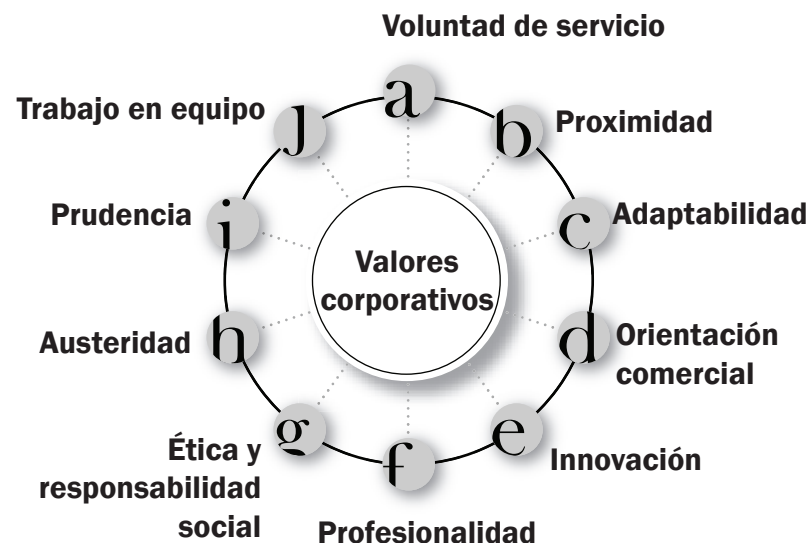 Voluntad de servicio
a
Trabajo en equipo
J
b
Proximidad
Prudencia
i
c
Adaptabilidad
Valores
corporativos
Austeridad
h
d
Orientación
comercial
g
e
Ética y
responsabilidad
social
f
Innovación
Profesionalidad